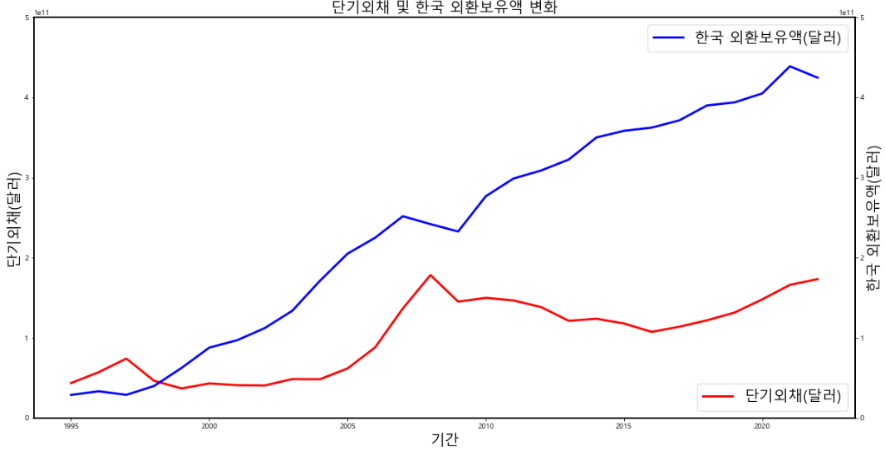 단기외채 및 한국 외환보유액 변화
1e11
1e11
5
4
3
2
1
0
단기외채(달러)
한국 외환보유액(달러)
단기외채(달러)
5
4
3
2
1
0
한국 외환보유액(달러)
1995
2000
2005
2010
2015
2020
기간